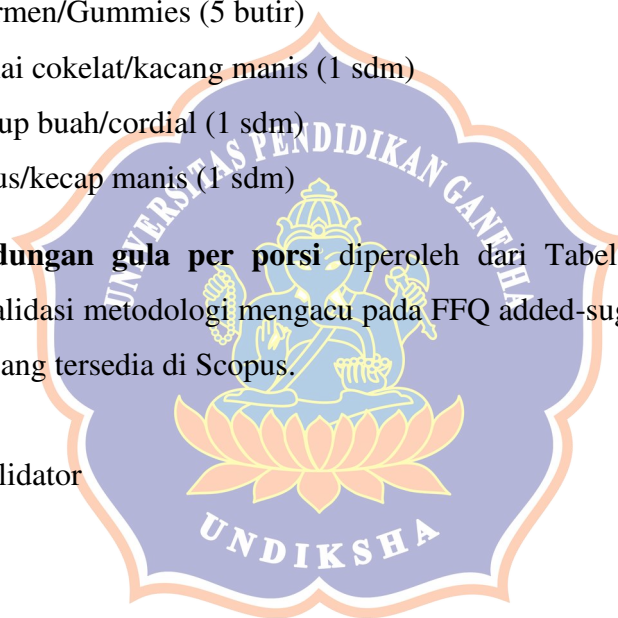 rmen/Gummies (5 butir)
ai cokelat/kacang manis (1 sdm)
up buah/cordial (1 sdm)
us/kecap manis (1 sdm)
dungan gula per porsi diperoleh dari Tabel
alidasi metodologi mengacu pada FFQ added-sug
ang tersedia di Scopus.
lidator
UNIVERSITAS PENDIDIKAN GANESHA
UNDIKSHA